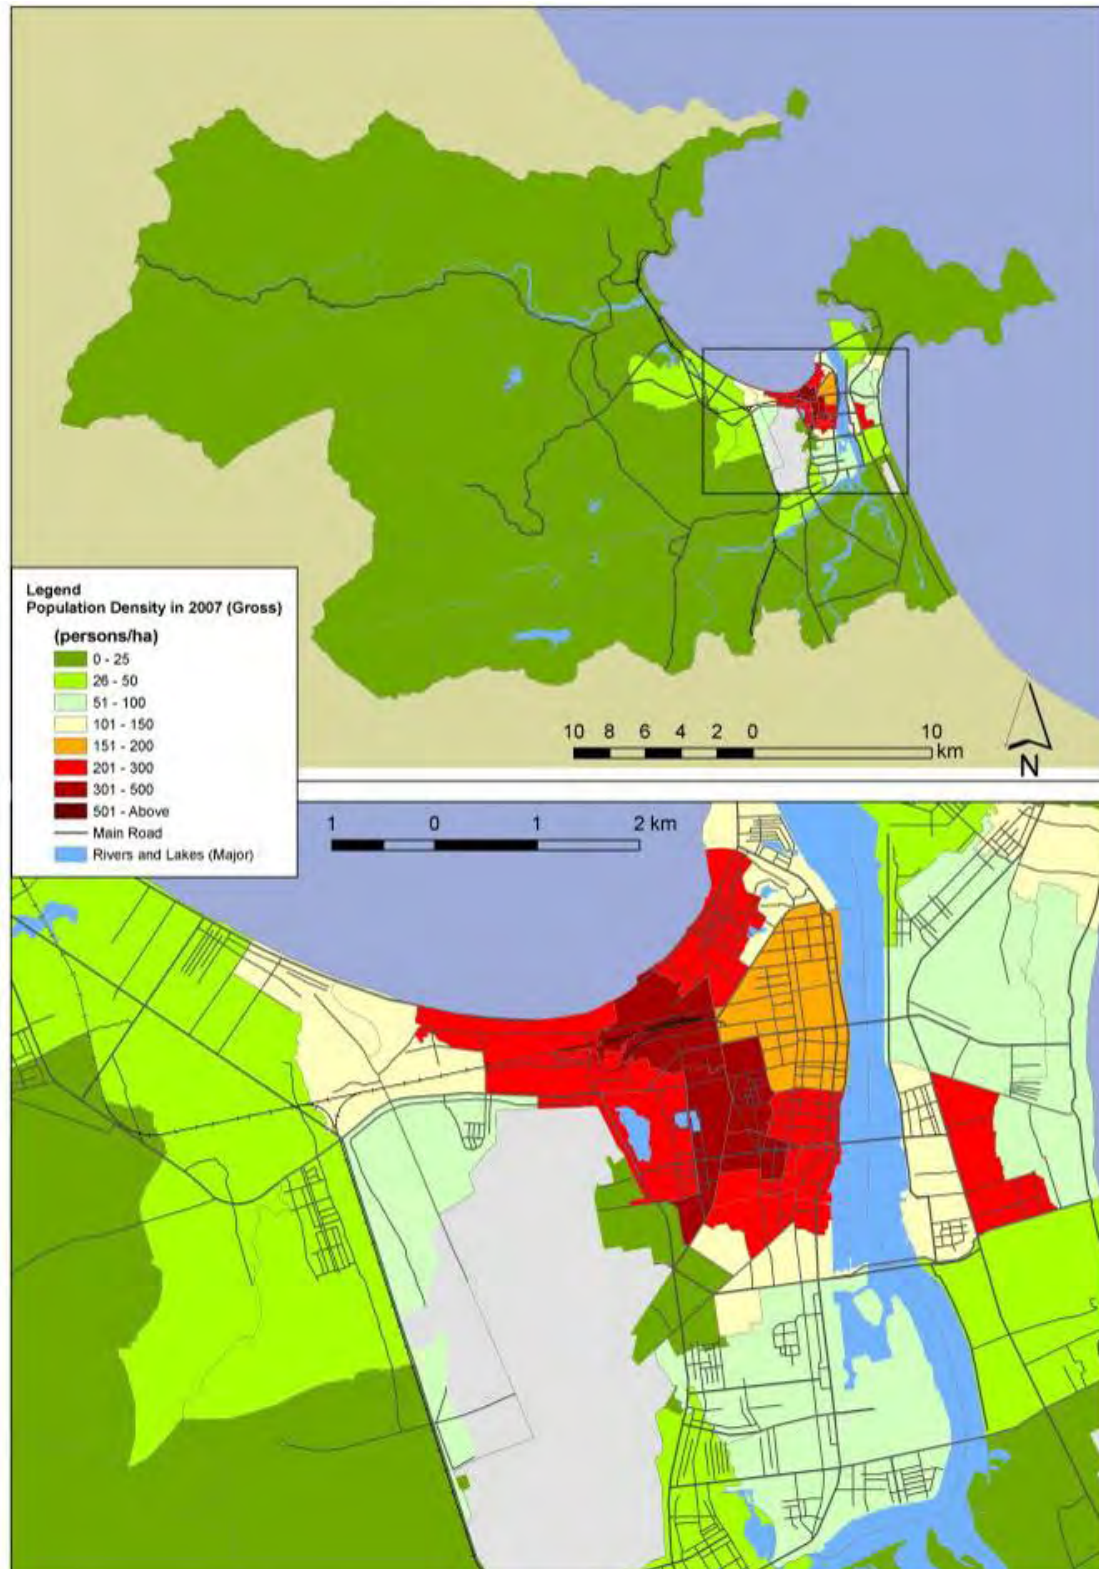 10 8 6 4 2 0 10
km
N
Legend
Population Density in 2007 (Gross)
(persons/ha)
0 - 25
26 - 50
51 - 100
101 - 150
151 - 200
201 - 300
301 - 500
501 - Above
Main Road
Rivers and Lakes (Major)
1 0 1 2 km